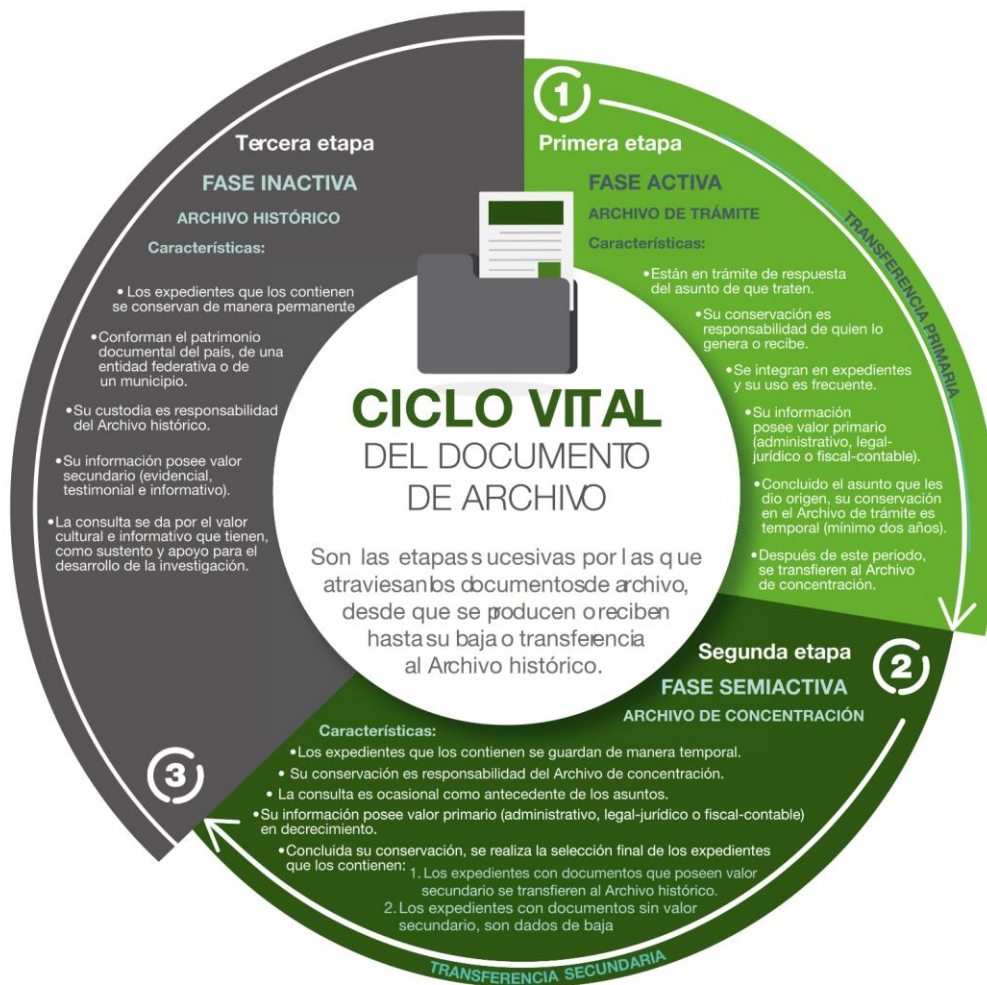 CICLO VITAL
DEL DOCUMENTO
DE ARCHIVO
Son las etapas sucesivas por las que
atraviesan los documentos de archivo,
desde que se producen o reciben
hasta su baja o transferencia
al Archivo histórico.
1
Primera etapa
FASE ACTIVA
ARCHIVO DE TRÁMITE
Características:
•Están en trámite de respuesta
del asunto de que traten.
•Su conservación es
responsabilidad de quien lo
genera o recibe.
•Se integran en expedientes
y su uso es frecuente.
•Su información
posee valor primario
(administrativo, legal-
jurídico o fiscal-contable).
•Concluido el asunto que les
dio origen, su conservación
en el Archivo de trámite es
temporal (mínimo dos años).
•Después de este período,
se transfieren al Archivo
de concentración.
TRANSFERENCIA PRIMARIA
2
Segunda etapa
FASE SEMIACTIVA
ARCHIVO DE CONCENTRACIÓN
Características:
•Los expedientes que los contienen se guardan de manera temporal.
• Su conservación es responsabilidad del Archivo de concentración.
• La consulta es ocasional como antecedente de los asuntos.
•Su información posee valor primario (administrativo, legal-jurídico o fiscal-contable)
en decrecimiento.
•Concluida su conservación, se realiza la selección final de los expedientes
que los contienen:
1. Los expedientes con documentos que poseen valor
secundario se transfieren al Archivo histórico.
2. Los expedientes con documentos sin valor
secundario, son dados de baja
TRANSFERENCIA SECUNDARIA
3
Tercera etapa
FASE INACTIVA
ARCHIVO HISTÓRICO
Características:
• Los expedientes que los contienen
se conservan de manera permanente
•Conforman el patrimonio
documental del país, de una
entidad federativa o de
un municipio.
•Su custodia es responsabilidad
del Archivo histórico.
•Su información posee valor
secundario (evidencial,
testimonial e informativo).
•La consulta se da por el valor
cultural e informativo que tienen,
como sustento y apoyo para el
desarrollo de la investigación.